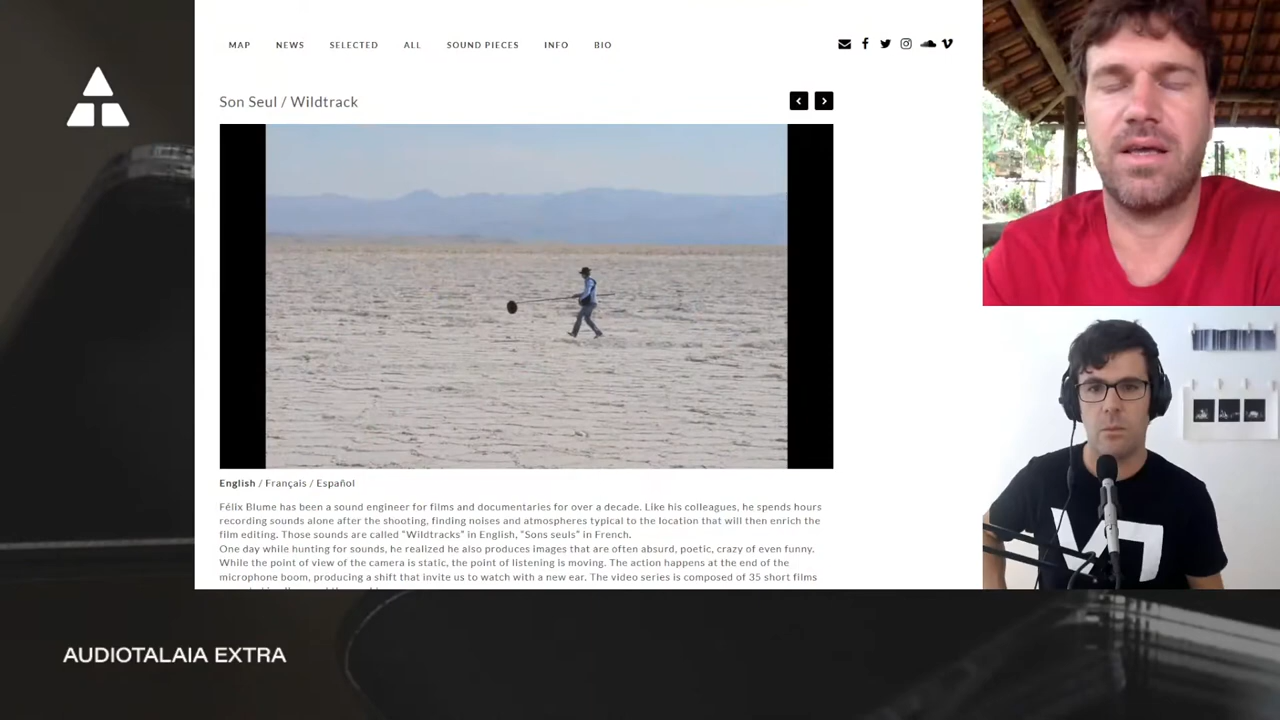 MAP NEWS SELECTED ALL SOUND PIECES INFO BIO
Son Seul / Wildtrack
English / Français / Español
Félix Blume has been a sound engineer for films and documentaries for over a decade. Like his colleagues, he spends hours
recording sounds alone after the shooting, finding noises and atmospheres typical to the location that will then enrich the
film editing. Those sounds are called “Wildtracks” in English, “Sons seuls” in French.
One day while hunting for sounds, he realized he also produces images that are often absurd, poetic, crazy of even funny.
While the point of view of the camera is static, the point of listening is moving. The action happens at the end of the
microphone boom, producing a shift that invite us to watch with a new ear. The video series is composed of 35 short films
AUDIOTALAIA EXTRA